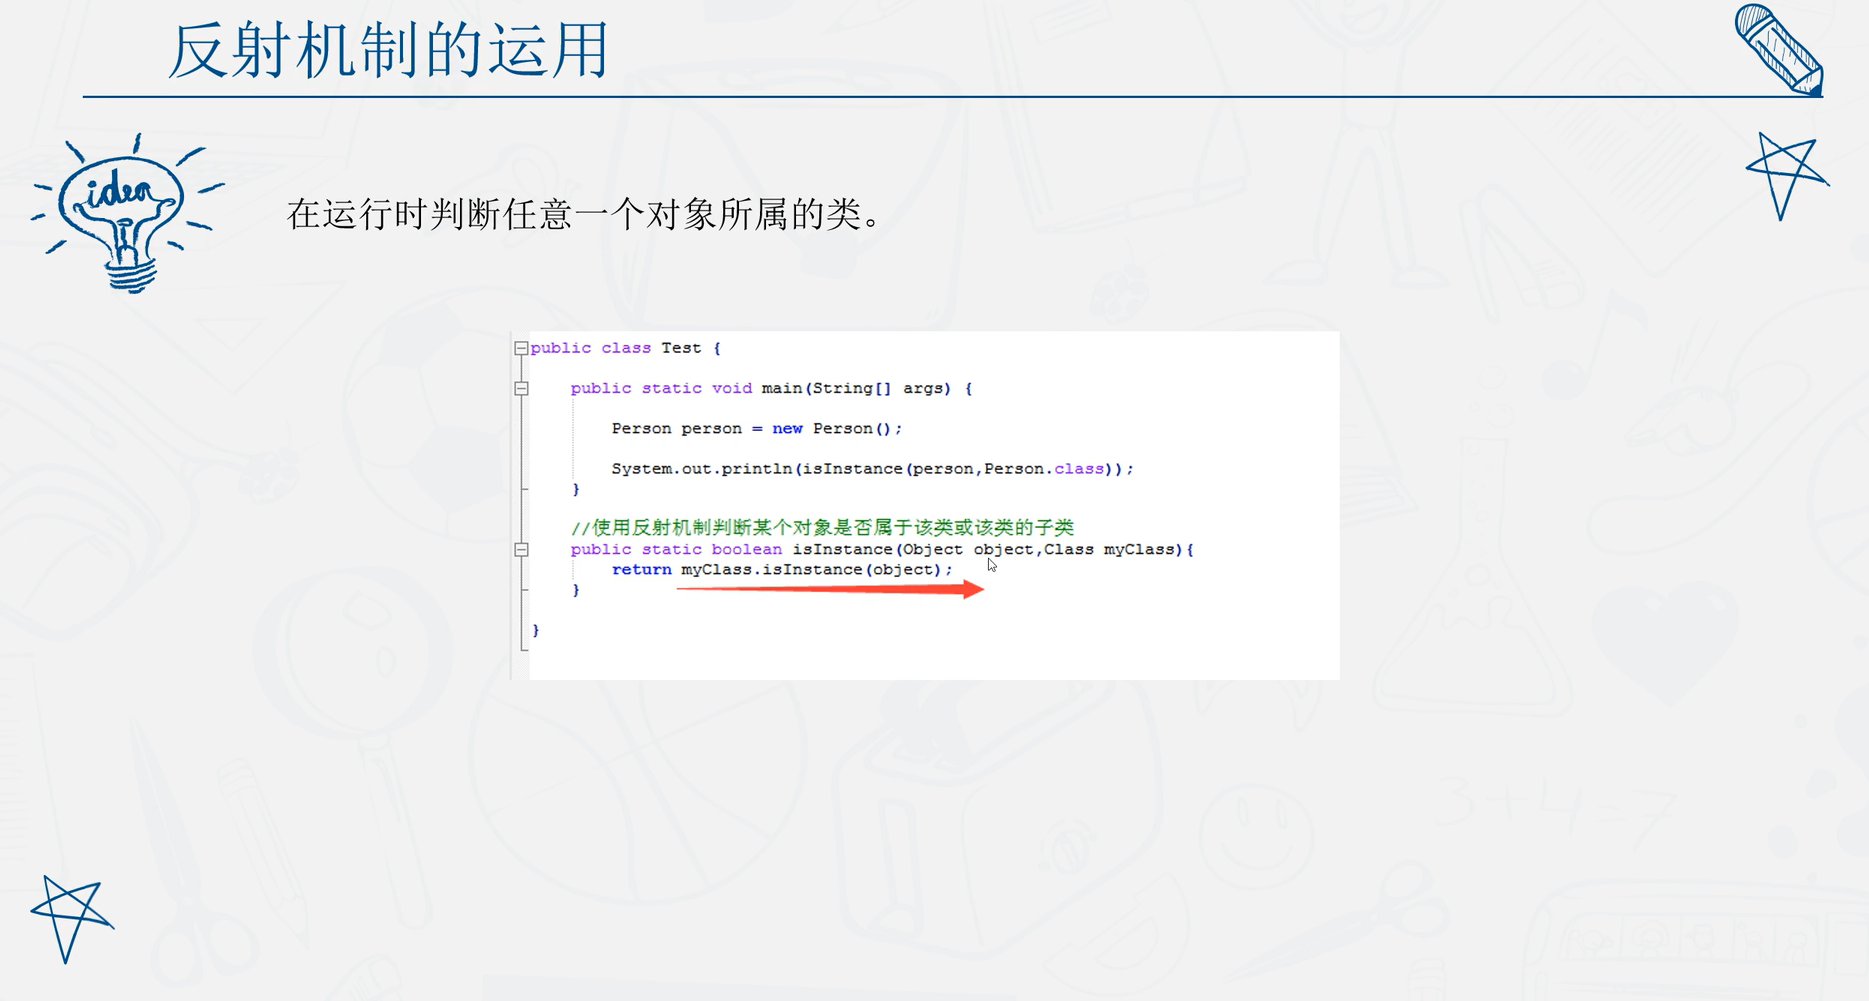 反射机制的运用
idea
在运行时判断任意一个对象所属的类。
public class Test {
public static void main(String[] args) {
Person person = new Person();
System.out.println(isInstance(person,Person.class));
}
//使用反射机制判断某个对象是否属于该类或该类的子类
public static boolean isInstance(Object object,Class myClass){
return myClass.isInstance(object);
}
}
3+4=7